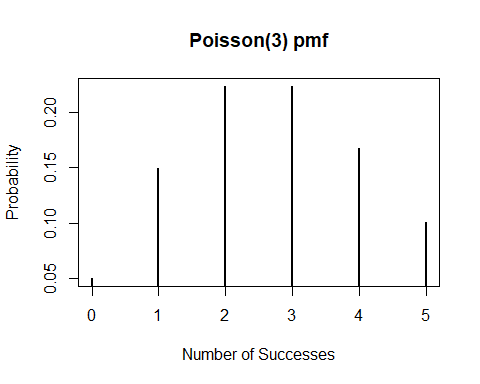 Poisson(3) pmf
Probability
0.20
0.15
0.10
0.05
0 1 2 3 4 5
Number of Successes